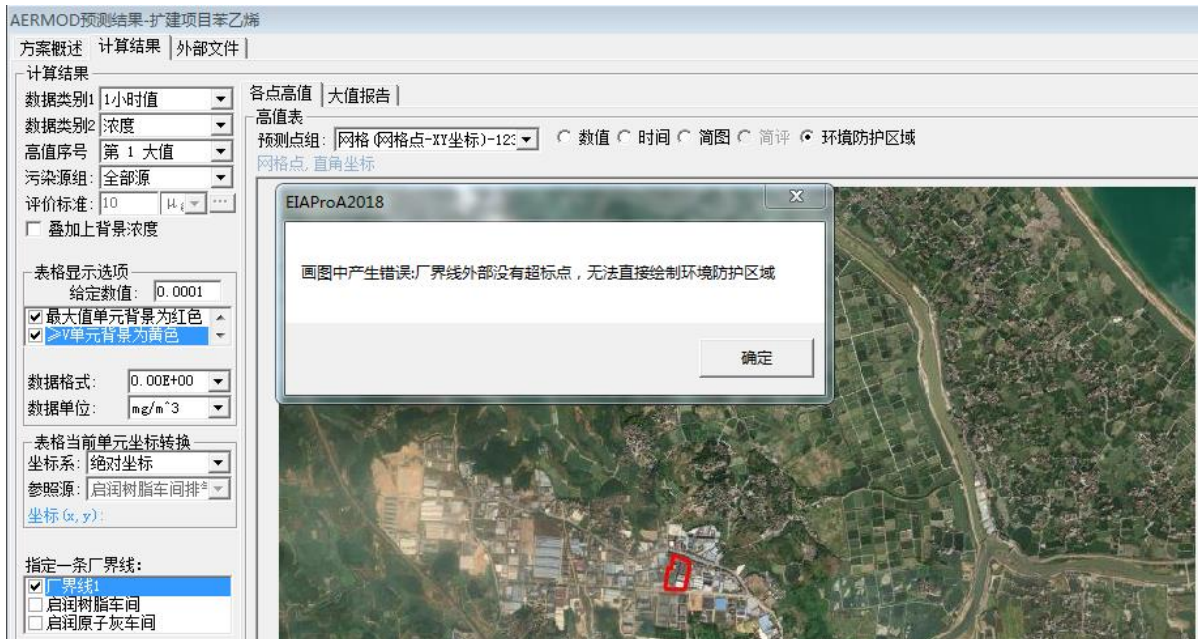 AERMOD预测结果-扩建项目苯乙烯
方案概述 计算结果 外部文件
计算结果
数据类别1 1小时值
数据类别2 浓度
高值序号 第 1 大值
污染源组: 全部源
评价标准: 10 ...
叠加上背景浓度
表格显示选项
给定数值: 0.0001
最大值单元背景为红色
≥V单元背景为黄色
数据格式: 0.00E+00
数据单位: mg/m^3
表格当前单元坐标转换
坐标系: 绝对坐标
参照源: 启润树脂车间排
坐标(x,y):
指定一条厂界线:
厂界线1
启润树脂车间
启润原子灰车间
各点高值 大值报告
高值表
预测点组: 网格(网格点-XY坐标)-123
数值 时间 简图 简评 环境防护区域
网格点,直角坐标
EIAProA2018
画图中产生错误:厂界线外部没有超标点，无法直接绘制环境防护区域
确定